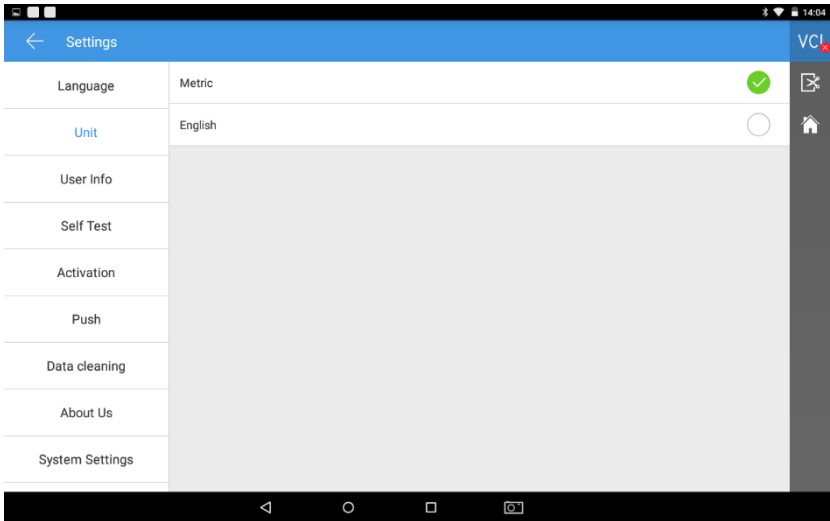 14:04
Settings
VCI
Language
Metric
Unit
English
User Info
Self Test
Activation
Push
Data cleaning
About Us
System Settings